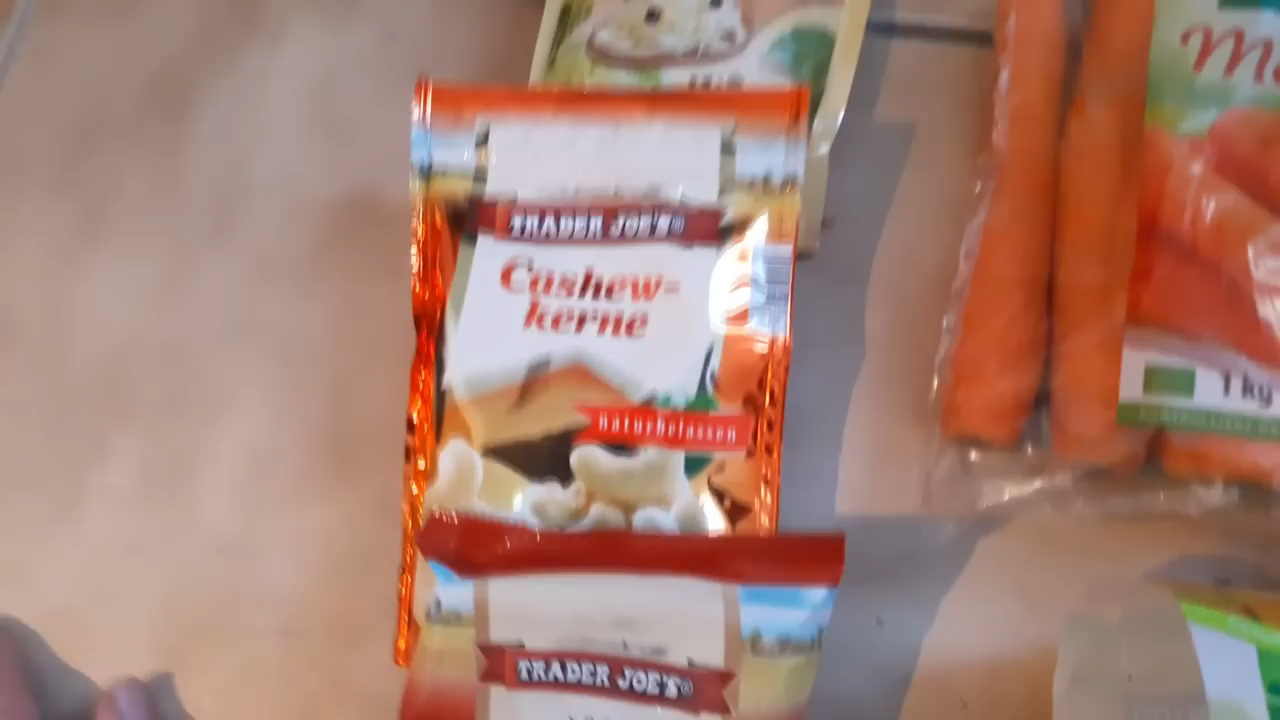 TRADER JOE'S®
Cashew-
kerne
naturbelassen
TRADER JOE'S®
1 kg